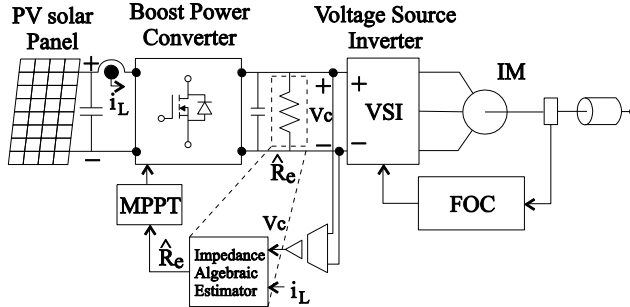 PV solar
Panel
Boost Power
Converter
Voltage Source
Inverter
+
−
i_L
+
−
Vc
R̂e
+
−
VSI
IM
MPPT
FOC
R̂e
Vc
Impedance
Algebraic
Estimator
i_L